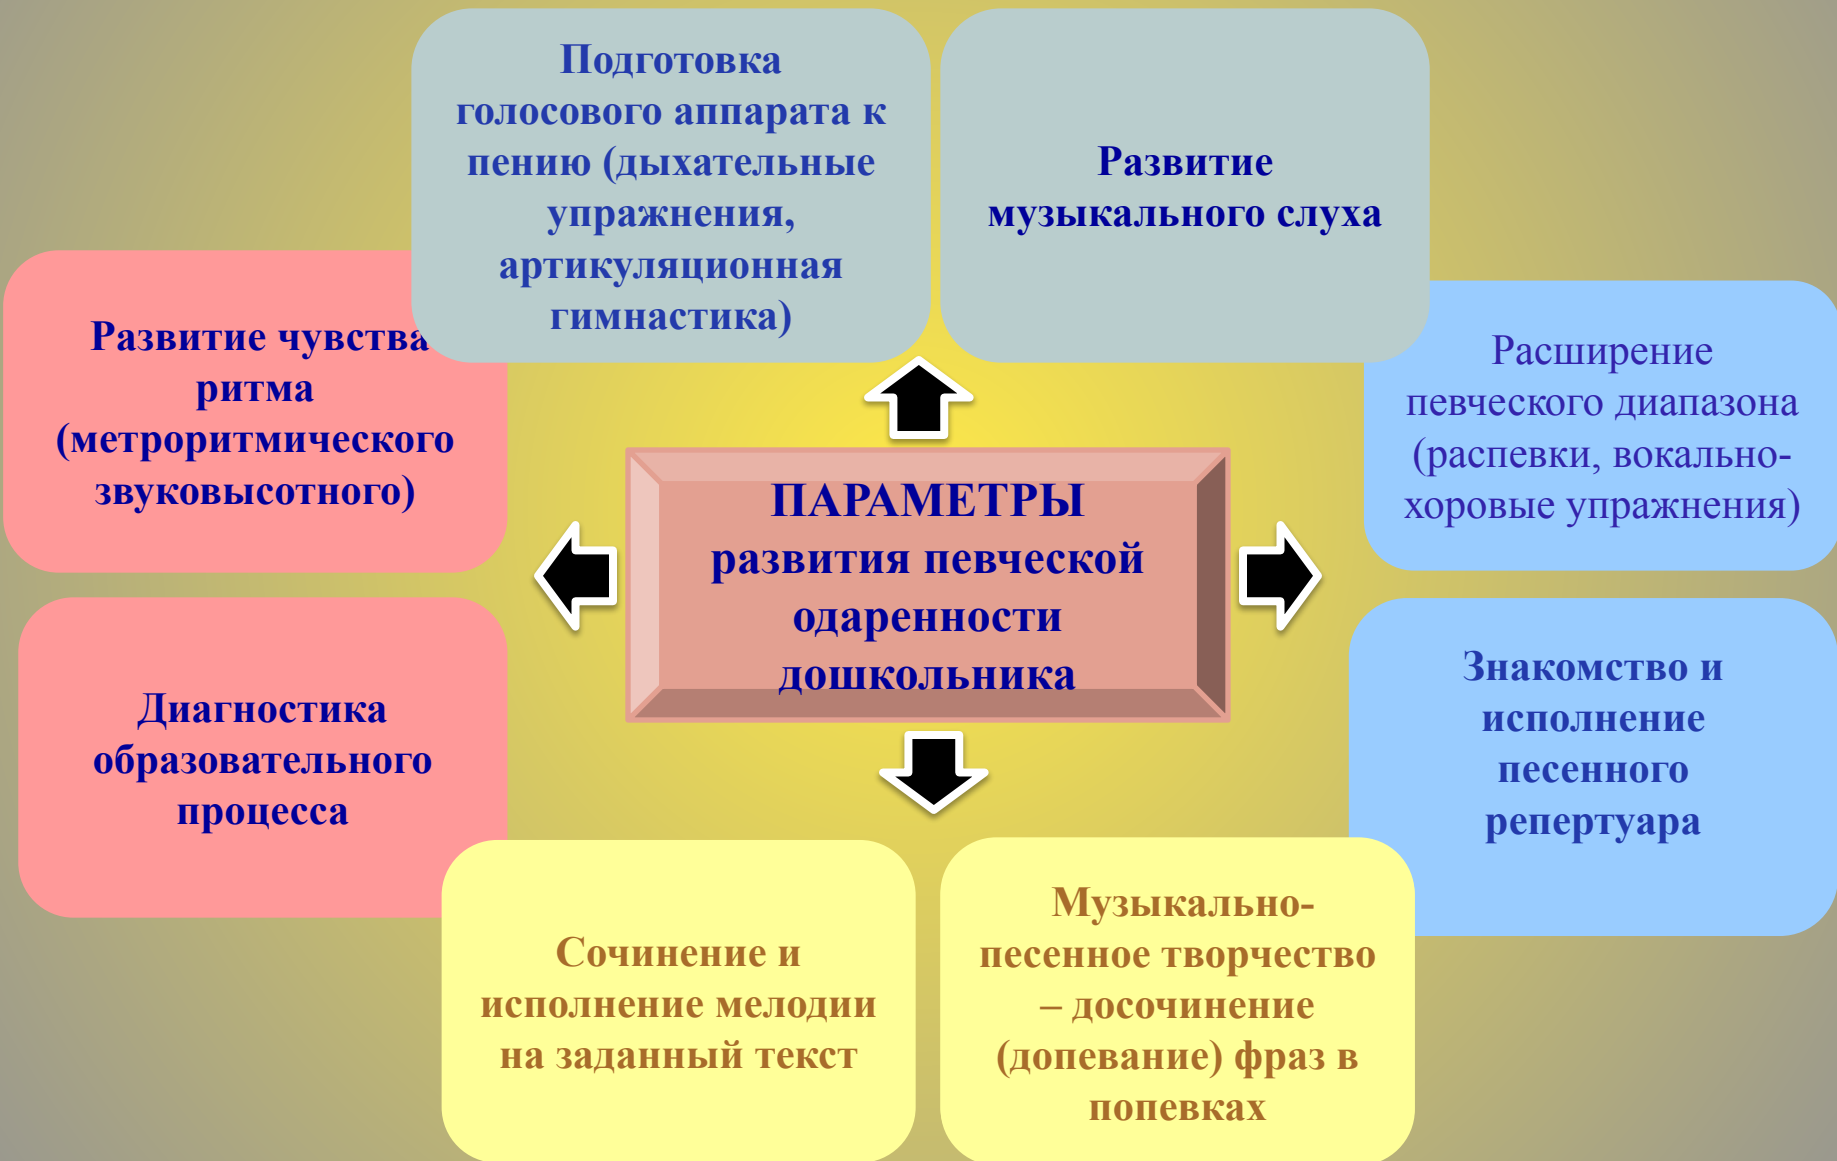 Подготовка
голосового аппарата к
пению (дыхательные
упражнения,
артикуляционная
гимнастика)
Развитие
музыкального слуха
Развитие чувства
ритма
(метроритмического
звуковысотного)
Расширение
певческого диапазона
(распевки, вокально-
хоровые упражнения)
ПАРАМЕТРЫ
развития певческой
одаренности
дошкольника
Диагностика
образовательного
процесса
Знакомство и
исполнение
песенного
репертуара
Сочинение и
исполнение мелодии
на заданный текст
Музыкально-
песенное творчество
– досочинение
(допевание) фраз в
попевках